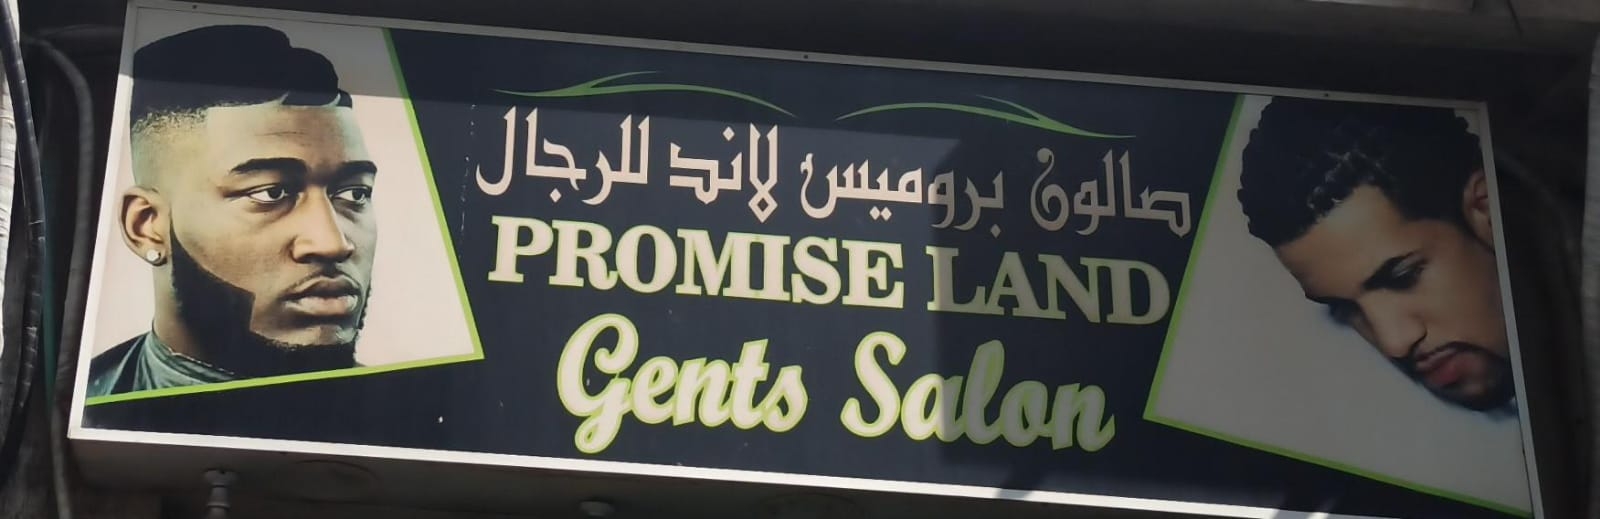 صالون بروميس لاند للرجال
PROMISE LAND
Gents Salon